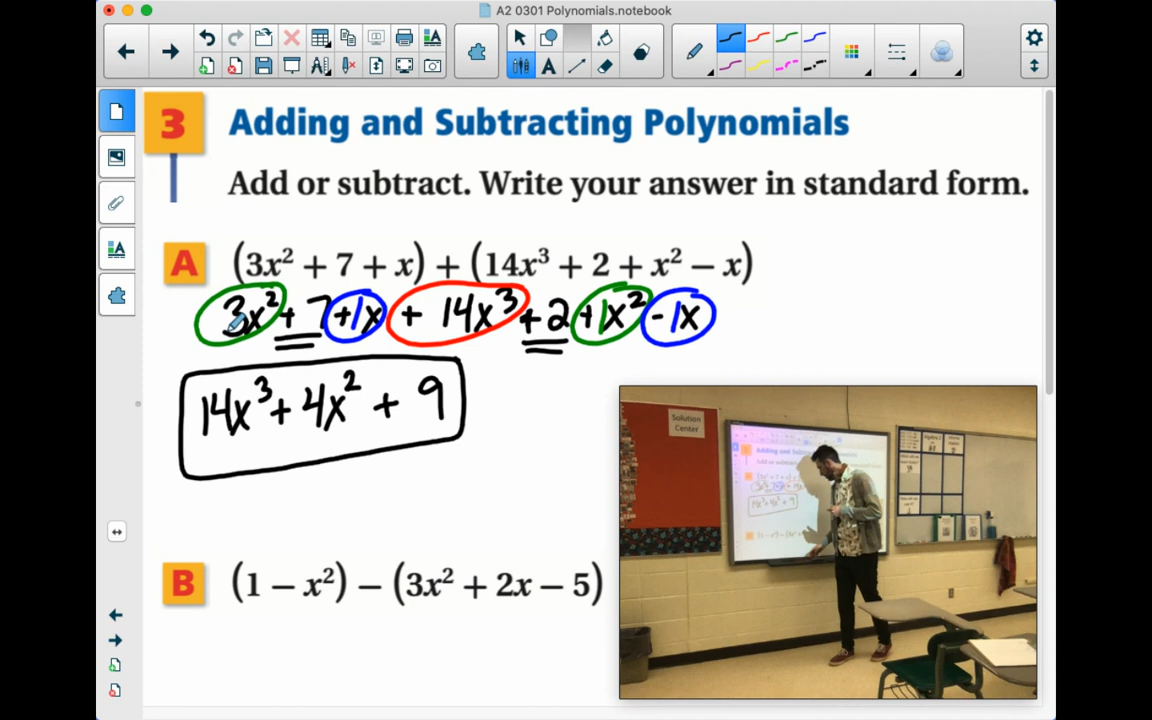 A2 0301 Polynomials.notebook
3 Adding and Subtracting Polynomials
Add or subtract. Write your answer in standard form.
A (3x² + 7 + x) + (14x³ + 2 + x² − x)
3x² + 7 +1x + 14x³ + 2 +1x² -1x
14x³ + 4x² + 9
Solution
Center
B (1 − x²) − (3x² + 2x − 5)